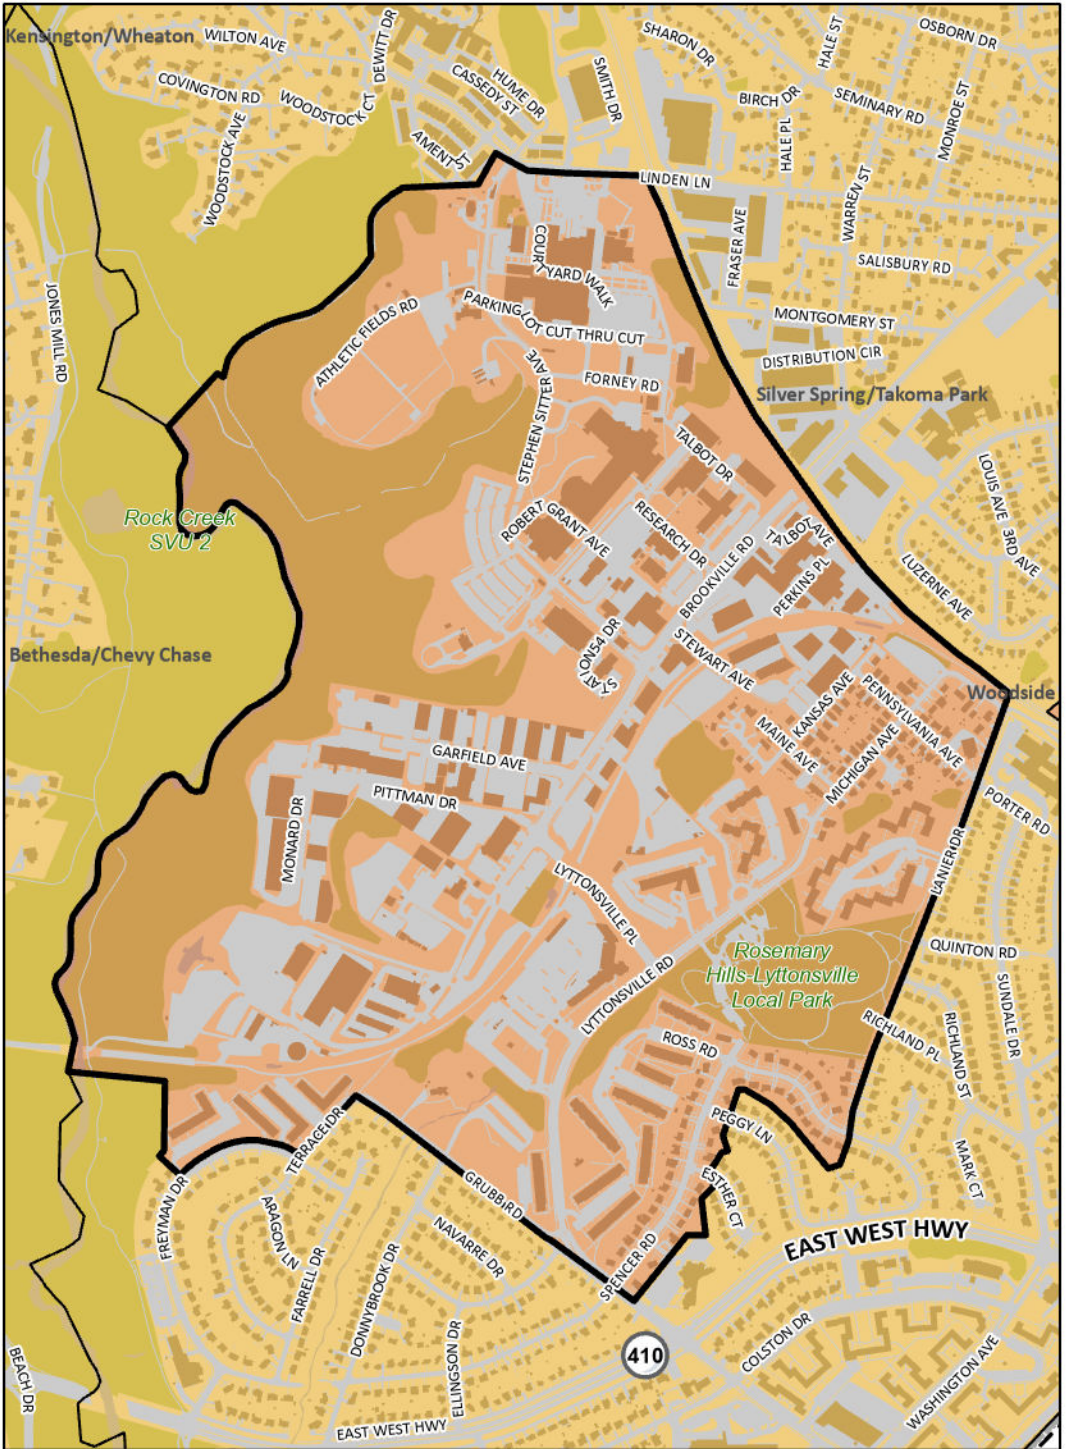 Kensington/Wheaton
WILTON AVE
DEWITT DR
SHARON DR
HALE ST
OSBORN DR
COVINGTON RD
WOODSTOCK CT
CASSEDY ST
HUME DR
SMITH DR
BIRCH DR
SEMINARY RD
MONROE ST
WOODSTOCK AVE
AMENT ST
HALE PL
LINDEN LN
WARREN ST
FRASER AVE
COURTYARD WALK
SALISBURY RD
JONES MILL RD
ATHLETIC FIELDS RD
PARKING LOT CUT THRU CUT
MONTGOMERY ST
DISTRIBUTION CIR
FORNEY RD
STEPHEN SITTER AVE
Silver Spring/Takoma Park
TALBOT DR
LOUIS AVE
3RD AVE
Rock Creek
SVU 2
ROBERT GRANT AVE
RESEARCH DR
BROOKVILLE RD
TALBOT AVE
PERKINS PL
LUZERNE AVE
Bethesda/Chevy Chase
STATION54 DR
STEWART AVE
Woodside
KANSAS AVE
PENNSYLVANIA AVE
MAINE AVE
MICHIGAN AVE
GARFIELD AVE
PITTMAN DR
MONARD DR
PORTER RD
LANIER DR
LYTTONSVILLE PL
LYTTONSVILLE RD
Rosemary
Hills-Lyttonsville
Local Park
QUINTON RD
SUNDALE DR
RICHLAND PL
RICHLAND ST
ROSS RD
PEGGY LN
TERRACE DR
MARK CT
FREYMAN DR
ARAGON LN
GRUBB RD
ESTHER CT
NAVARRE DR
EAST WEST HWY
FARRELL DR
DONNYBROOK DR
SPENCER RD
410
COLSTON DR
BEACH DR
ELLINGSON DR
WASHINGTON AVE
EAST WEST HWY